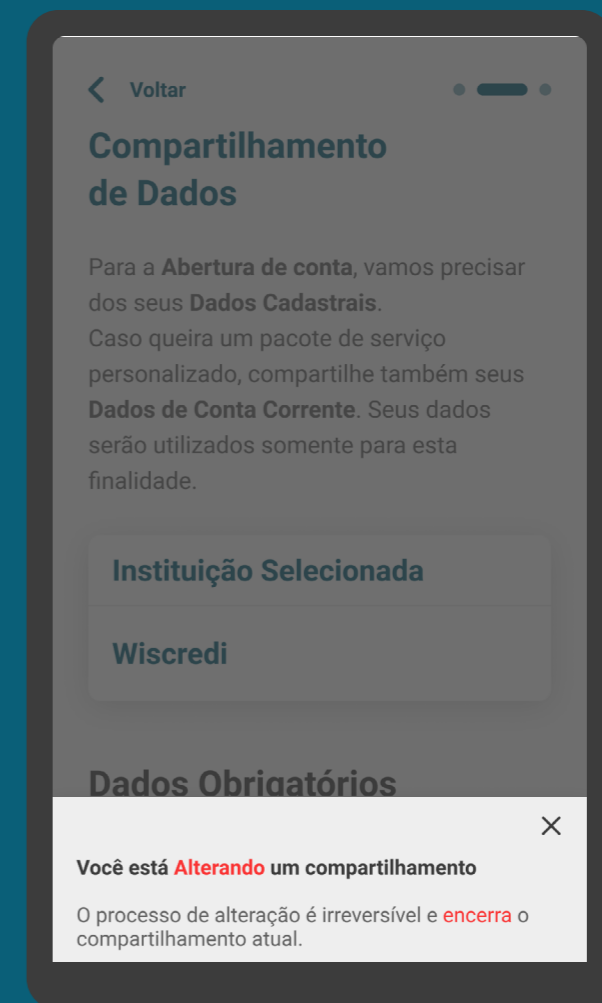 Voltar
Compartilhamento
de Dados
Para a Abertura de conta, vamos precisar
dos seus Dados Cadastrais.
Caso queira um pacote de serviço
personalizado, compartilhe também seus
Dados de Conta Corrente. Seus dados
serão utilizados somente para esta
finalidade.
Instituição Selecionada
Wiscredi
Dados Obrigatórios
Você está Alterando um compartilhamento
O processo de alteração é irreversível e encerra o
compartilhamento atual.